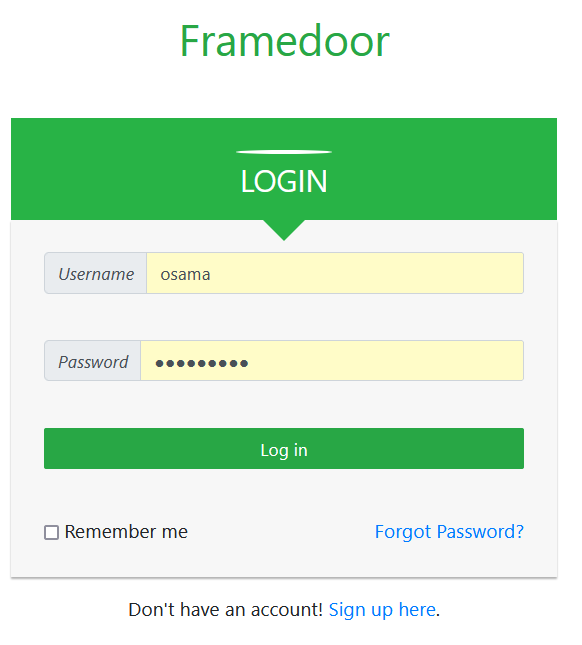 Framedoor
LOGIN
Username osama
Password ●●●●●●●●●
Log in
Remember me Forgot Password?
Don't have an account! Sign up here.